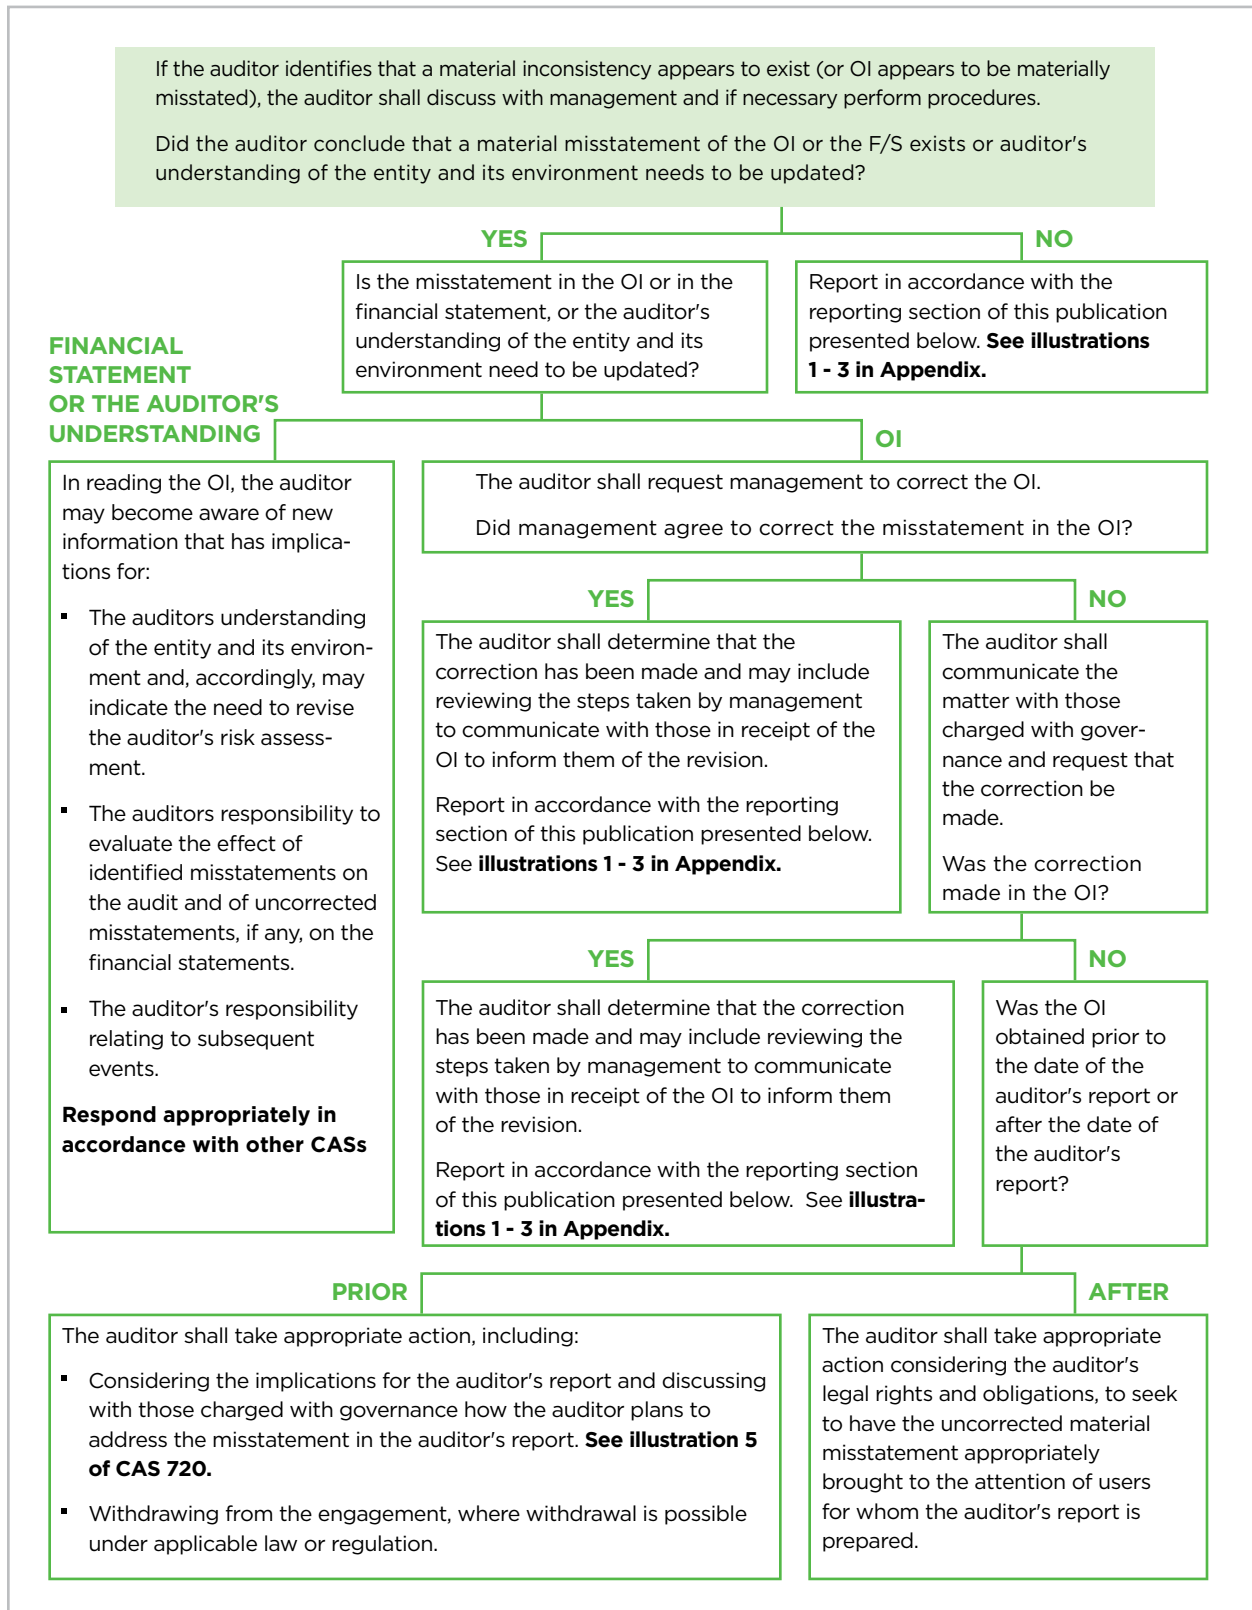 If the auditor identifies that a material inconsistency appears to exist (or OI appears to be materially
misstated), the auditor shall discuss with management and if necessary perform procedures.
Did the auditor conclude that a material misstatement of the OI or the F/S exists or auditor's
understanding of the entity and its environment needs to be updated?
YES
NO
Is the misstatement in the OI or in the
financial statement, or the auditor's
understanding of the entity and its
environment need to be updated?
Report in accordance with the
reporting section of this publication
presented below. See illustrations
1 - 3 in Appendix.
FINANCIAL
STATEMENT
OR THE AUDITOR'S
UNDERSTANDING
OI
In reading the OI, the auditor
may become aware of new
information that has implica-
tions for:
▪ The auditors understanding
of the entity and its environ-
ment and, accordingly, may
indicate the need to revise
the auditor's risk assess-
ment.
▪ The auditors responsibility to
evaluate the effect of
identified misstatements on
the audit and of uncorrected
misstatements, if any, on the
financial statements.
▪ The auditor's responsibility
relating to subsequent
events.
Respond appropriately in
accordance with other CASs
The auditor shall request management to correct the OI.
Did management agree to correct the misstatement in the OI?
YES
NO
The auditor shall determine that the
correction has been made and may include
reviewing the steps taken by management
to communicate with those in receipt of the
OI to inform them of the revision.
Report in accordance with the reporting
section of this publication presented below.
See illustrations 1 - 3 in Appendix.
The auditor shall
communicate the
matter with those
charged with gover-
nance and request that
the correction be
made.
Was the correction
made in the OI?
YES
NO
The auditor shall determine that the correction
has been made and may include reviewing the
steps taken by management to communicate
with those in receipt of the OI to inform them
of the revision.
Report in accordance with the reporting section
of this publication presented below. See illustra-
tions 1 - 3 in Appendix.
Was the OI
obtained prior to
the date of the
auditor's report or
after the date of
the auditor's
report?
PRIOR
AFTER
The auditor shall take appropriate action, including:
▪ Considering the implications for the auditor's report and discussing
with those charged with governance how the auditor plans to
address the misstatement in the auditor's report. See illustration 5
of CAS 720.
▪ Withdrawing from the engagement, where withdrawal is possible
under applicable law or regulation.
The auditor shall take appropriate
action considering the auditor's
legal rights and obligations, to seek
to have the uncorrected material
misstatement appropriately
brought to the attention of users
for whom the auditor's report is
prepared.